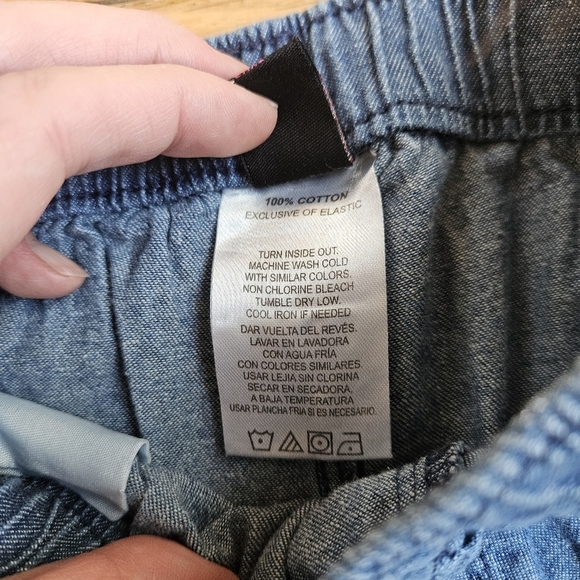 100% COTTON
EXCLUSIVE OF ELASTIC
TURN INSIDE OUT.
MACHINE WASH COLD
WITH SIMILAR COLORS.
NON CHLORINE BLEACH
TUMBLE DRY LOW.
COOL IRON IF NEEDED
DAR VUELTA DEL REVÉS.
LAVAR EN LAVADORA
CON AGUA FRÍA
CON COLORES SIMILARES.
USAR LEJIA SIN CLORINA
SECAR EN SECADORA,
A BAJA TEMPERATURA
USAR PLANCHA FRIA SI ES NECESARIO.